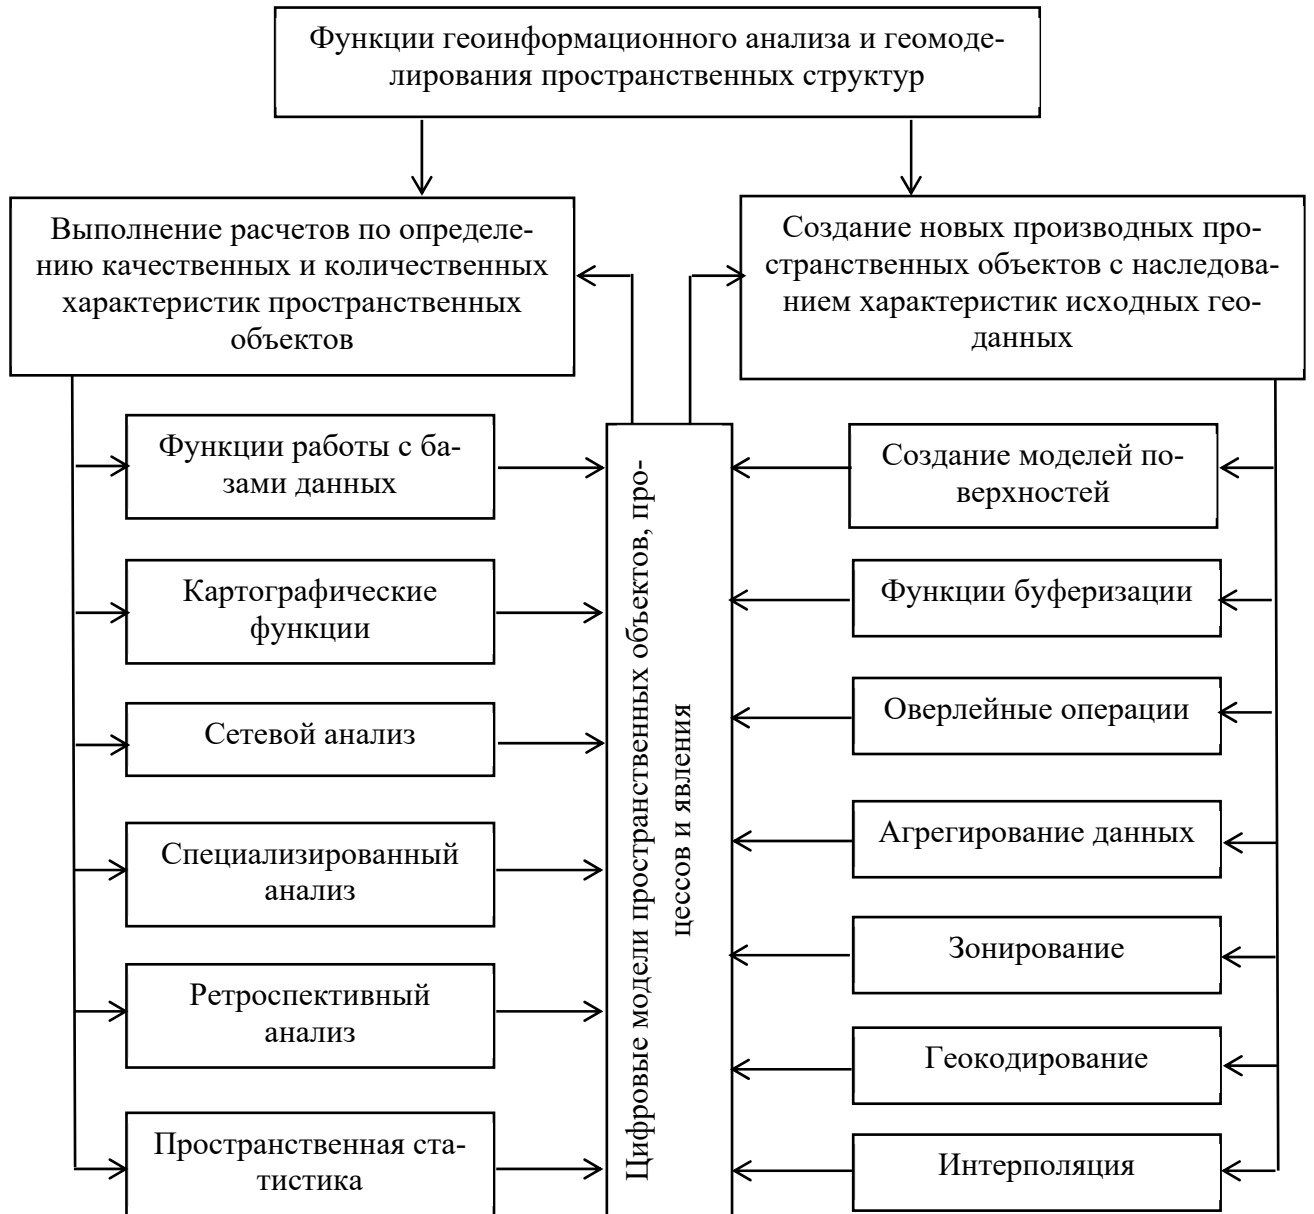 Функции геоинформационного анализа и геомоде-
лирования пространственных структур
Выполнение расчетов по определе-
нию качественных и количественных
характеристик пространственных
объектов
Создание новых производных про-
странственных объектов с наследова-
нием характеристик исходных гео-
данных
Функции работы с ба-
зами данных
Картографические
функции
Сетевой анализ
Специализированный
анализ
Ретроспективный
анализ
Пространственная ста-
тистика
Цифровые модели пространственных объектов, про-
цессов и явления
Создание моделей по-
верхностей
Функции буферизации
Оверлейные операции
Агрегирование данных
Зонирование
Геокодирование
Интерполяция